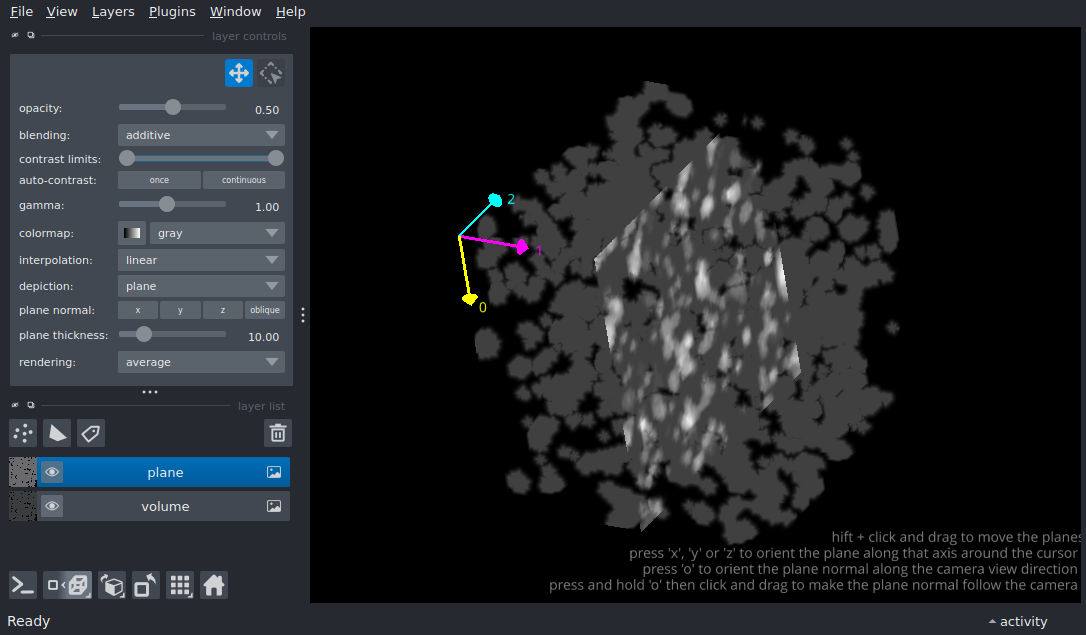 File View Layers Plugins Window Help
layer controls
opacity: 0.50
blending: additive
contrast limits:
auto-contrast: once continuous
gamma: 1.00
colormap: gray
interpolation: linear
depiction: plane
plane normal: x y z oblique
plane thickness: 10.00
rendering: average
layer list
plane
volume
2
1
0
hift + click and drag to move the planes
press 'x', 'y' or 'z' to orient the plane along that axis around the cursor
press 'o' to orient the plane normal along the camera view direction
press and hold 'o' then click and drag to make the plane normal follow the camera
Ready
activity